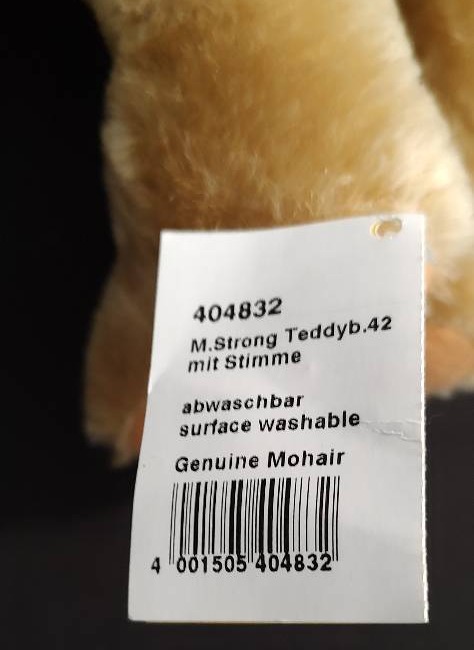 404832
M.Strong Teddyb.42
mit Stimme
abwaschbar
surface washable
Genuine Mohair
4 001505 404832